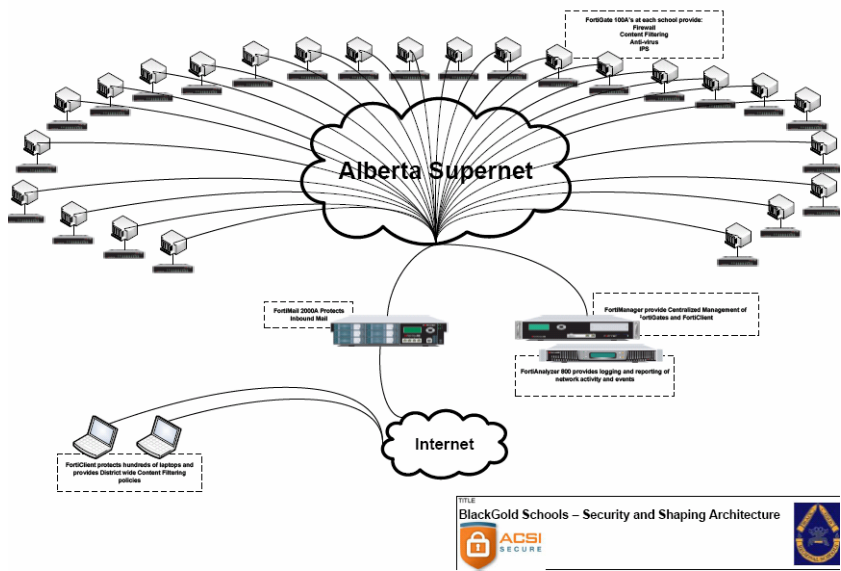 FortiGate 100A's at each school provide:
Firewall
Content Filtering
Anti-virus
IPS
Alberta Supernet
FortiMail 2000A Protects
Inbound Mail
FortiManager provide Centralized Management of
FortiGates and FortiClient
FortiAnalyzer 800 provides logging and reporting of
network activity and events
Internet
FortiClient protects hundreds of laptops and
provides District wide Content Filtering
policies
TITLE
BlackGold Schools – Security and Shaping Architecture
ACSI
SECURE